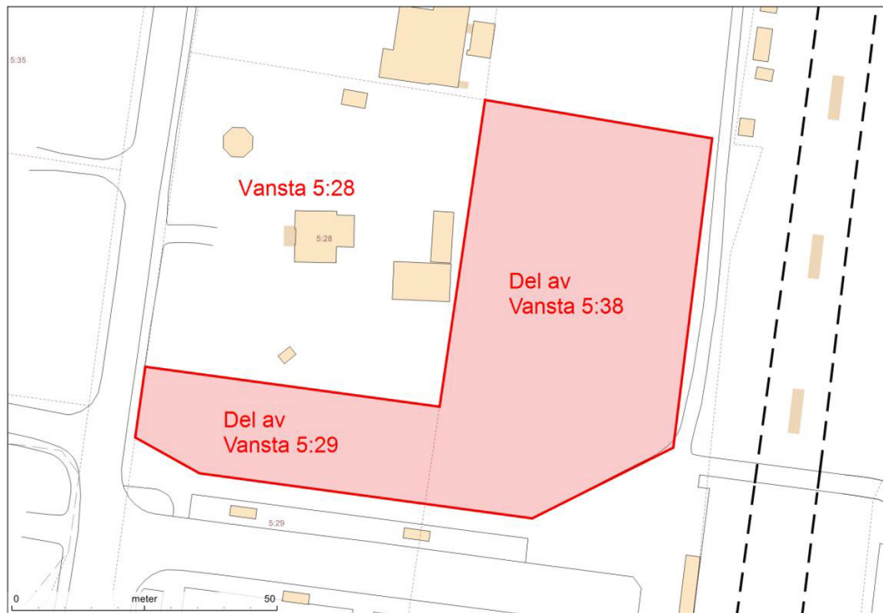 5:35
Vansta 5:28
5:28
Del av
Vansta 5:38
Del av
Vansta 5:29
5:29
0 meter 50